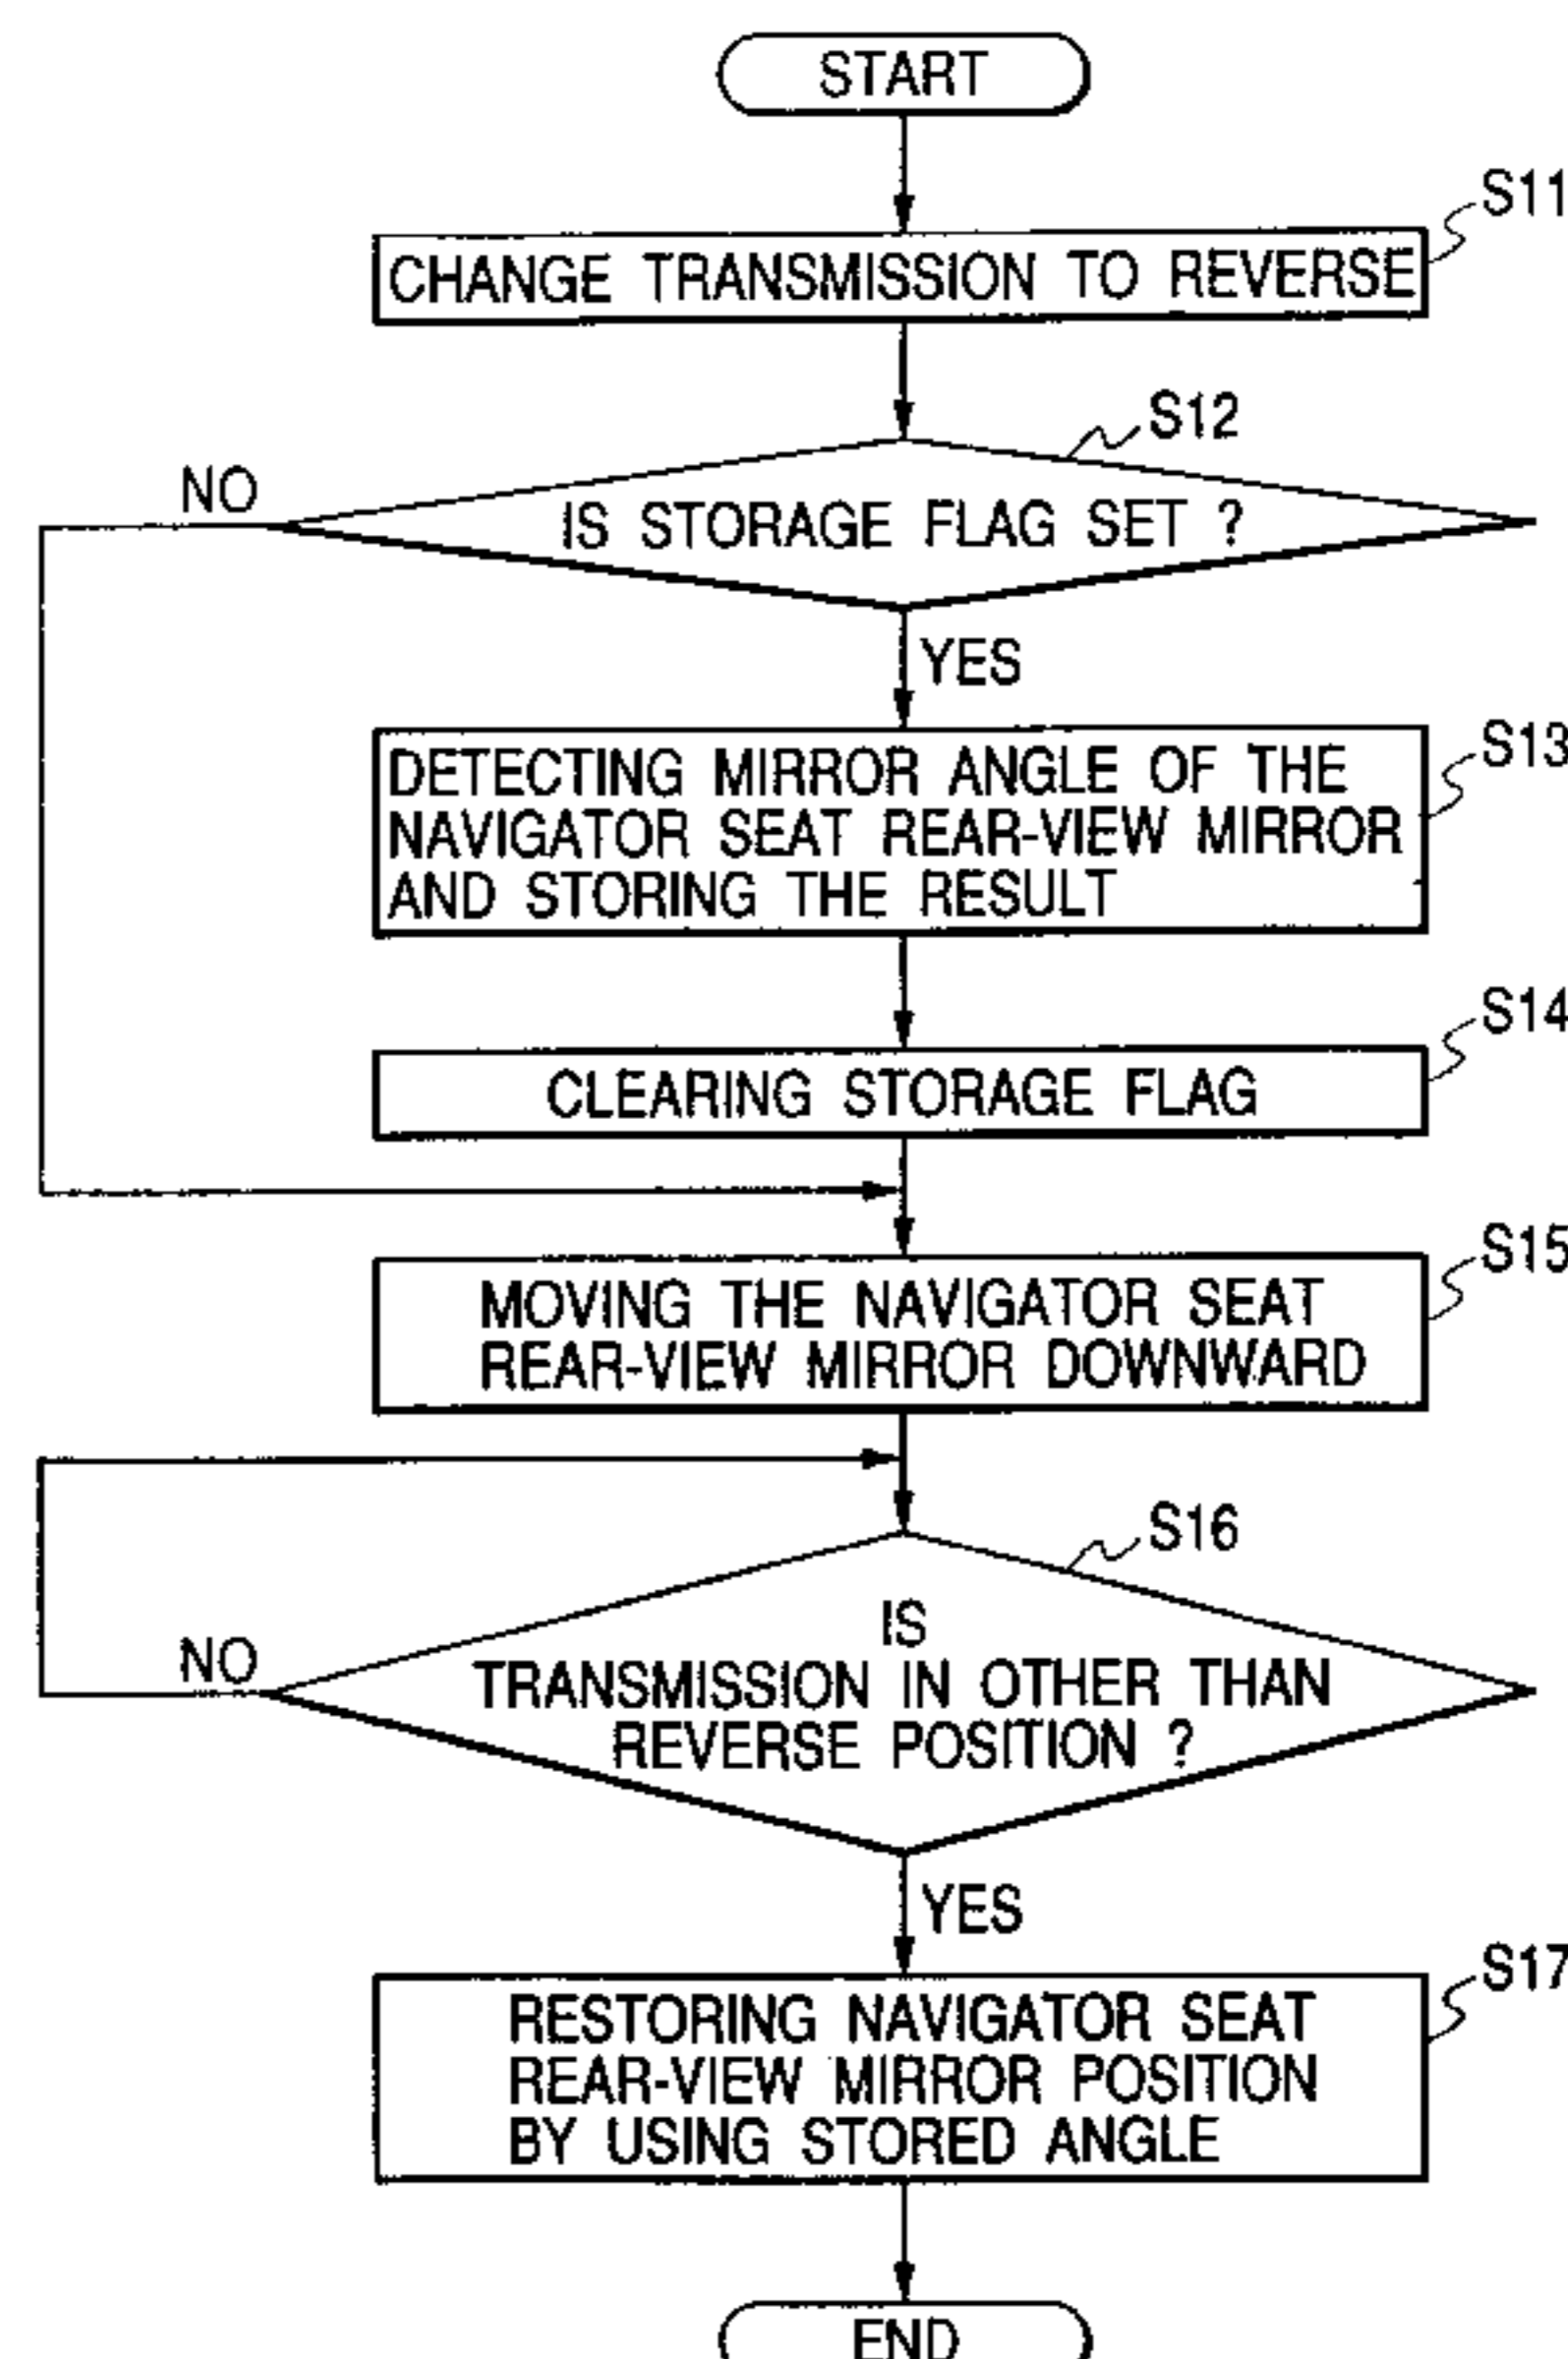 START
S11
CHANGE TRANSMISSION TO REVERSE
S12
NO
IS STORAGE FLAG SET ?
YES
S13
DETECTING MIRROR ANGLE OF THE
NAVIGATOR SEAT REAR-VIEW MIRROR
AND STORING THE RESULT
S14
CLEARING STORAGE FLAG
S15
MOVING THE NAVIGATOR SEAT
REAR-VIEW MIRROR DOWNWARD
S16
IS
NO
TRANSMISSION IN OTHER THAN
REVERSE POSITION ?
YES
S17
RESTORING NAVIGATOR SEAT
REAR-VIEW MIRROR POSITION
BY USING STORED ANGLE
END